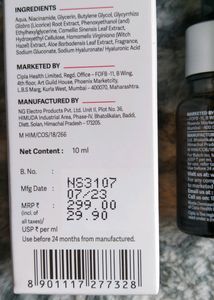 INGREDIENTS
Aqua, Niacinamide, Glycerin, Butylene Glycol, Glycyrrhiza
Glabra (Licorice) Root Extract, Phenoxyethanol (and)
Ethylhexylglycerine, Camellia Sinensis Leaf Extract,
Hydroxyethyl Cellulose, Hamamelis Virginiana (Witch
Hazel) Extract, Aloe Barbadensis Leaf Extract, Fragrance,
Sodium Gluconate, Sodium Hyaluronate/ Hyaluronic Acid
MARKETED BY
Cipla Health Limited, Regd. Office - FOFB -11, B Wing,
4th floor, Art Guild House, Phoenix Marketcity,
L.B.S Marg, Kurla West, Mumbai - 400070, Maharashtra.
MANUFACTURED BY
NG Electro Products Pvt. Ltd. Unit II, Plot No. 36,
HIMUDA Industrial Area, Phase-IV, Bhatolikalan, Baddi,
Distt. Solan, Himachal Pradesh - 173205.
M HIM/COS/18/266
Net Content : 10 ml
B. No. : NS3107
Mfg Date : 07/23
MRP ₹ : 299.00
(incl. of
all taxes)/ 29.90
USP ₹ per ml
Use before 24 months from manufactured.
8 901117 277328